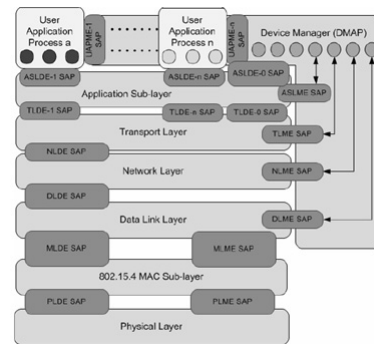 User Application Process a
UAPME-1 SAP
User Application Process n
UAPME-n SAP
Device Manager (DMAP)
ASLDE-1 SAP
ASLDE-n SAP
ASLDE-0 SAP
Application Sub-layer
ASLME SAP
TLDE-1 SAP
TLDE-n SAP
TLDE-0 SAP
Transport Layer
TLME SAP
NLDE SAP
Network Layer
NLME SAP
DLDE SAP
Data Link Layer
DLME SAP
MLDE SAP
MLME SAP
802.15.4 MAC Sub-layer
PLDE SAP
PLME SAP
Physical Layer